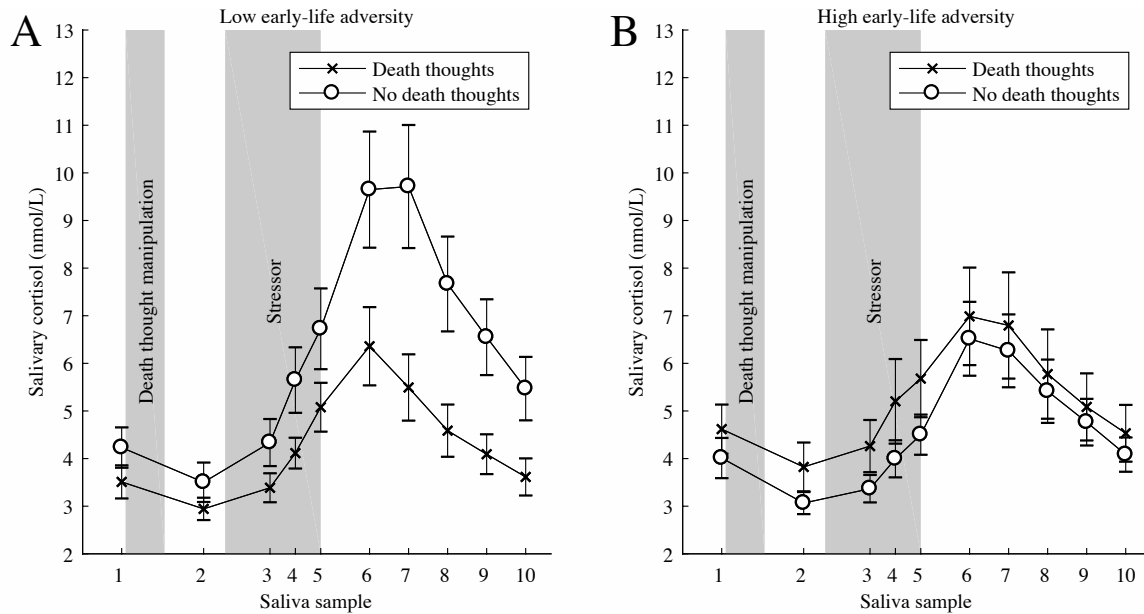 A
Low early-life adversity
Death thoughts
No death thoughts
Death thought manipulation
Stressor
Salivary cortisol (nmol/L)
13
12
11
10
9
8
7
6
5
4
3
2
1 2 3 4 5 6 7 8 9 10
Saliva sample
B
High early-life adversity
Death thoughts
No death thoughts
Death thought manipulation
Stressor
Salivary cortisol (nmol/L)
13
12
11
10
9
8
7
6
5
4
3
2
1 2 3 4 5 6 7 8 9 10
Saliva sample